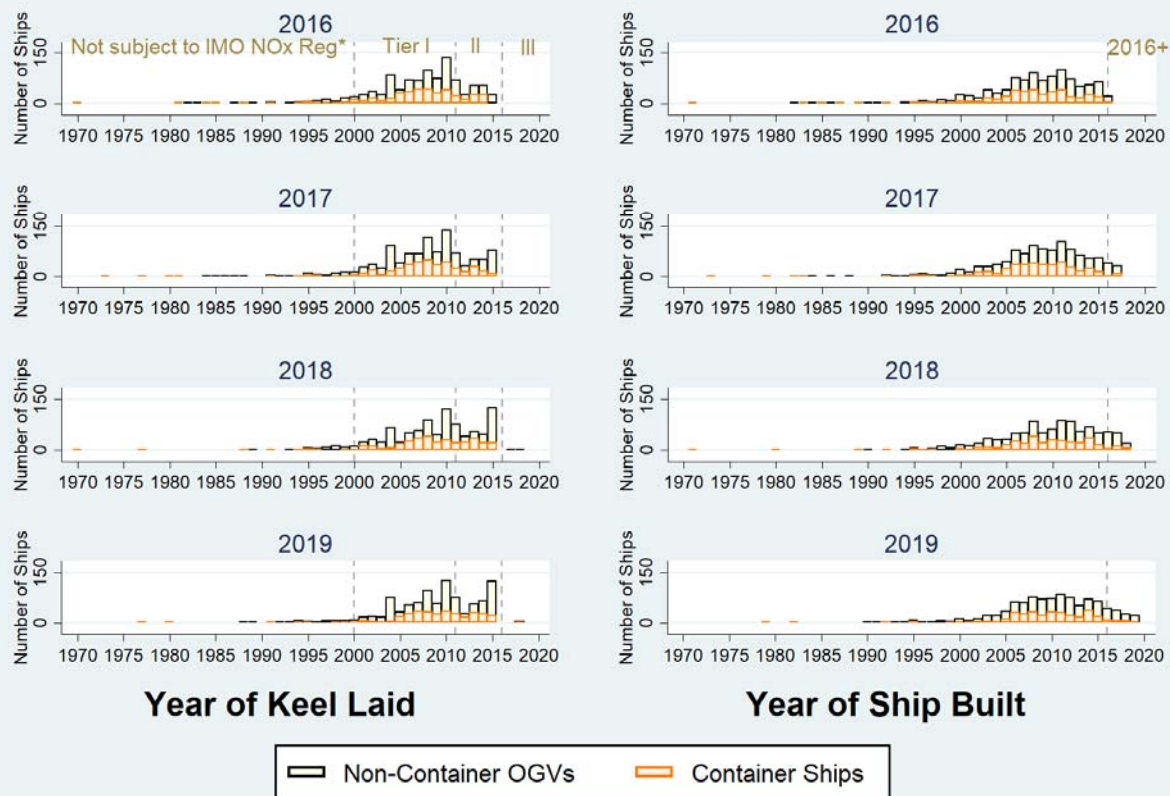 2016
Not subject to IMO NOx Reg* Tier I II III
Number of Ships
150
0
1970 1975 1980 1985 1990 1995 2000 2005 2010 2015 2020
2016
2016+
Number of Ships
150
0
1970 1975 1980 1985 1990 1995 2000 2005 2010 2015 2020
2017
Number of Ships
150
0
1970 1975 1980 1985 1990 1995 2000 2005 2010 2015 2020
2017
Number of Ships
150
0
1970 1975 1980 1985 1990 1995 2000 2005 2010 2015 2020
2018
Number of Ships
150
0
1970 1975 1980 1985 1990 1995 2000 2005 2010 2015 2020
2018
Number of Ships
150
0
1970 1975 1980 1985 1990 1995 2000 2005 2010 2015 2020
2019
Number of Ships
150
0
1970 1975 1980 1985 1990 1995 2000 2005 2010 2015 2020
2019
Number of Ships
150
0
1970 1975 1980 1985 1990 1995 2000 2005 2010 2015 2020
Year of Keel Laid
Year of Ship Built
Non-Container OGVs
Container Ships